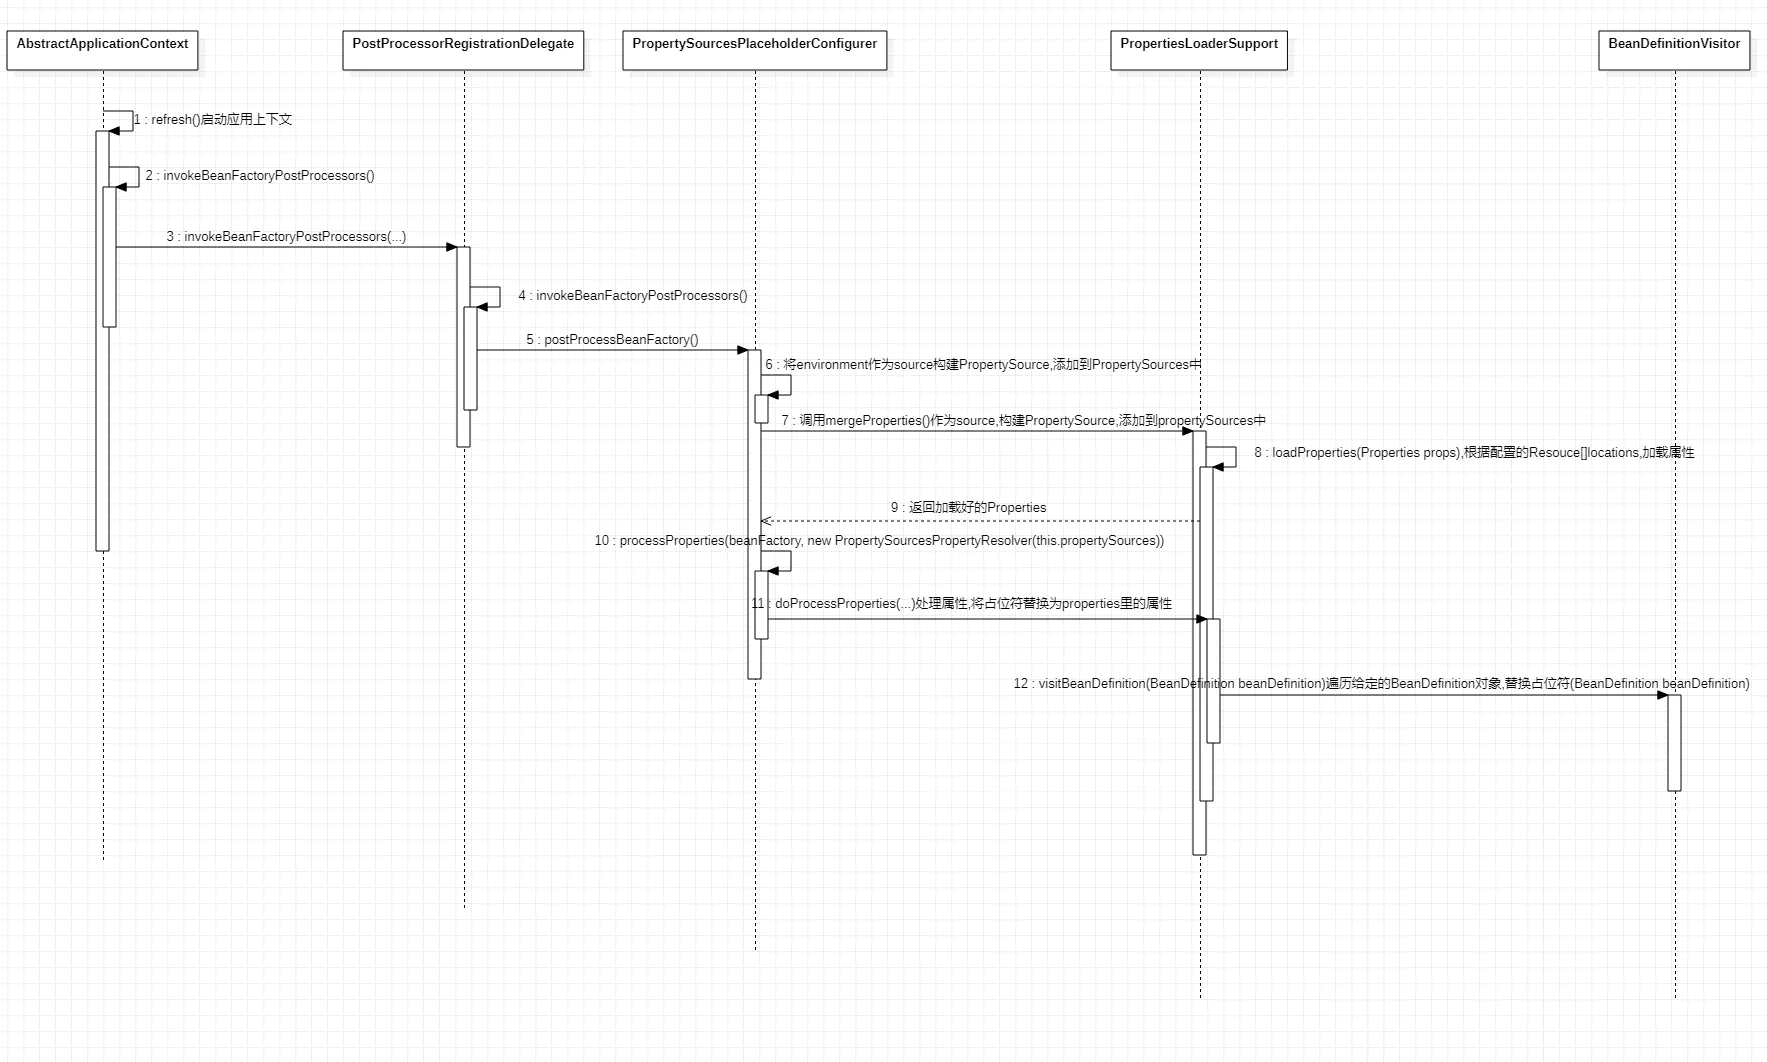 AbstractApplicationContext
PostProcessorRegistrationDelegate
PropertySourcesPlaceholderConfigurer
PropertiesLoaderSupport
BeanDefinitionVisitor
1 : refresh()启动应用上下文
2 : invokeBeanFactoryPostProcessors()
3 : invokeBeanFactoryPostProcessors(...)
4 : invokeBeanFactoryPostProcessors()
5 : postProcessBeanFactory()
6 : 将environment作为source构建PropertySource,添加到PropertySources中
7 : 调用mergeProperties()作为source,构建PropertySource,添加到propertySources中
8 : loadProperties(Properties props),根据配置的Resouce[]locations,加载属性
9 : 返回加载好的Properties
10 : processProperties(beanFactory, new PropertySourcesPropertyResolver(this.propertySources))
11 : doProcessProperties(...)处理属性,将占位符替换为properties里的属性
12 : visitBeanDefinition(BeanDefinition beanDefinition)遍历给定的BeanDefinition对象,替换占位符(BeanDefinition beanDefinition)